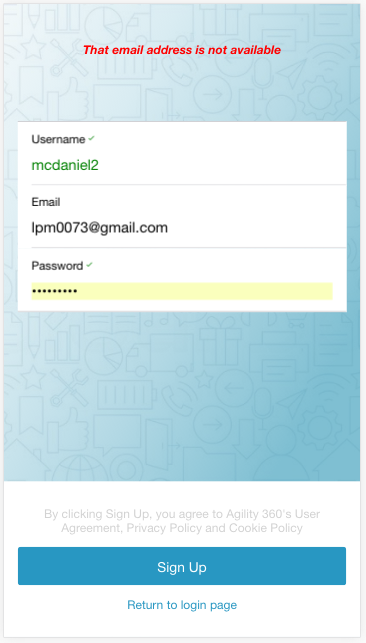 That email address is not available
Username ✓
mcdaniel2
Email
lpm0073@gmail.com
Password ✓
•••••••••
By clicking Sign Up, you agree to Agility 360's User
Agreement, Privacy Policy and Cookie Policy
Sign Up
Return to login page